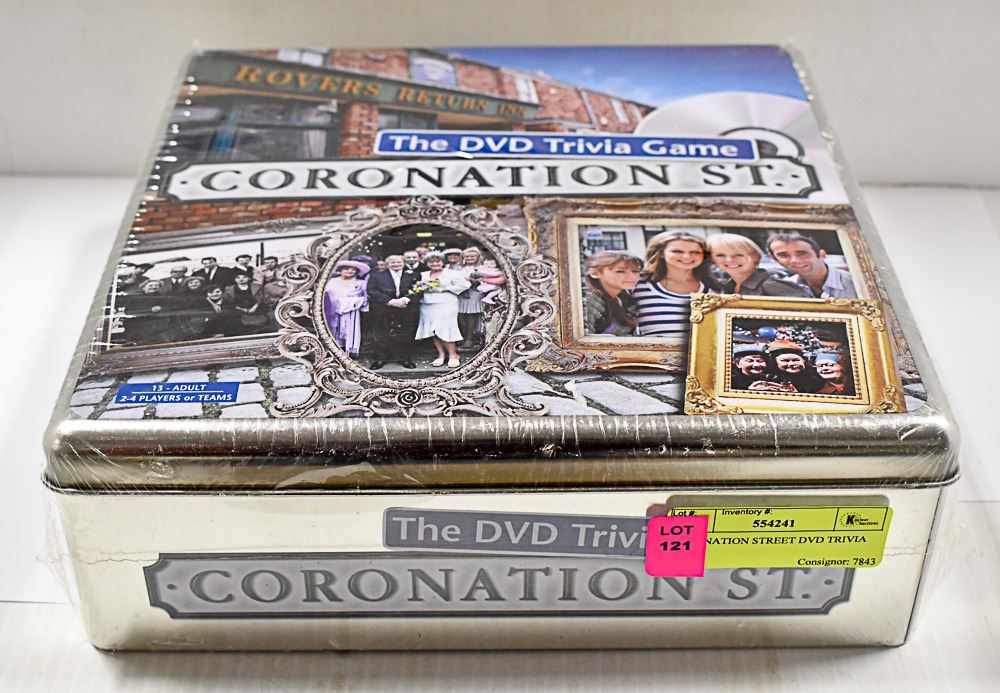 ROVERS RETURN INN
The DVD Trivia Game
·CORONATION ST.·
13 - ADULT
2-4 PLAYERS or TEAMS
The DVD Trivi
·CORONATION ST.·
LOT
121
Lot #:
Inventory #:
554241
NATION STREET DVD TRIVIA
Consignor: 7843